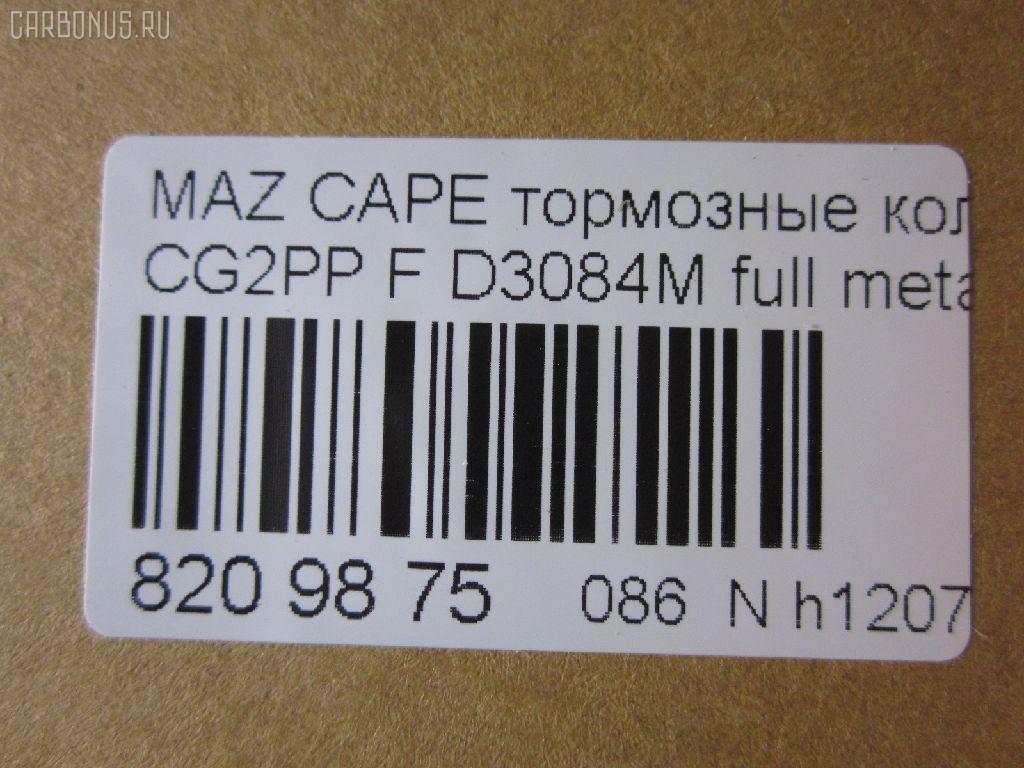 CARBONUS.RU
MAZ CAPE тормозные кол
CG2PP F D3084M full meta
820 98 75 086 N h1207